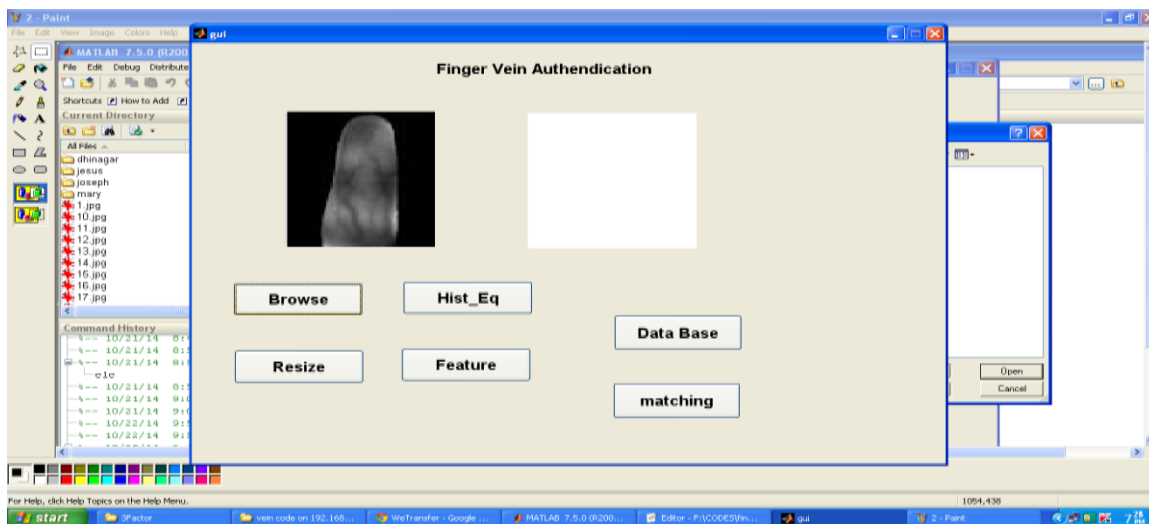 2 - Paint
File Edit View Image Colors Help
gui
MATLAB 7.5.0 (R200
File Edit Debug Distribute
Shortcuts How to Add
Current Directory
All Files
dhinagar
jesus
joseph
mary
1.jpg
10.jpg
11.jpg
12.jpg
13.jpg
14.jpg
15.jpg
16.jpg
17.jpg
Command History
%-- 10/21/14
%-- 10/21/14
%-- 10/21/14
clc
%-- 10/21/14
%-- 10/21/14
%-- 10/21/14
%-- 10/22/14
%-- 10/22/14
Finger Vein Authendication
Browse
Hist_Eq
Data Base
Resize
Feature
matching
Open
Cancel
For Help, click Help Topics on the Help Menu.
1054,438
start
3Factor
vein code on 192.168...
WeTransfer - Google ...
MATLAB 7.5.0 (R200...
Editor - F:\CODES\fin...
gui
2 - Paint